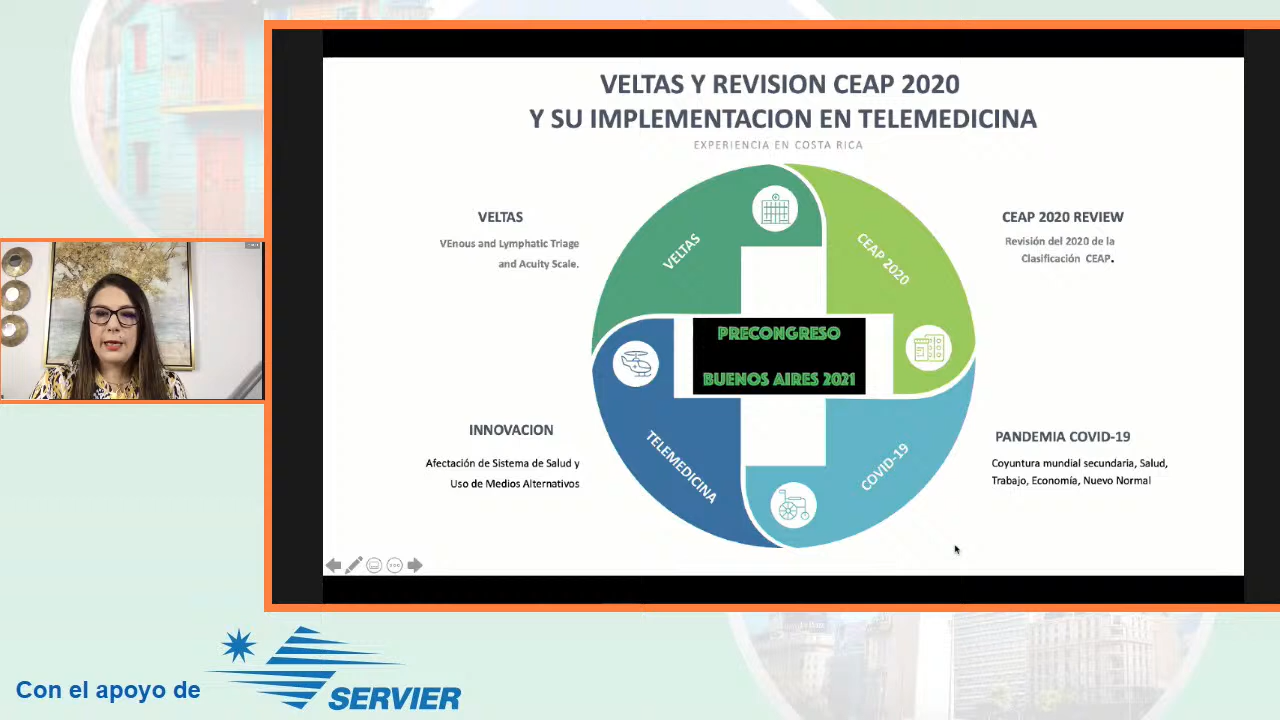 VELTAS Y REVISION CEAP 2020
Y SU IMPLEMENTACION EN TELEMEDICINA
EXPERIENCIA EN COSTA RICA
VELTAS
VEnous and Lymphatic Triage
and Acuity Scale.
CEAP 2020 REVIEW
Revisión del 2020 de la
Clasificación CEAP.
VELTAS
CEAP 2020
PRECONGRESO
BUENOS AIRES 2021
TELEMEDICINA
COVID-19
INNOVACION
Afectación de Sistema de Salud y
Uso de Medios Alternativos
PANDEMIA COVID-19
Coyuntura mundial secundaria, Salud,
Trabajo, Economía, Nuevo Normal
Con el apoyo de
SERVIER